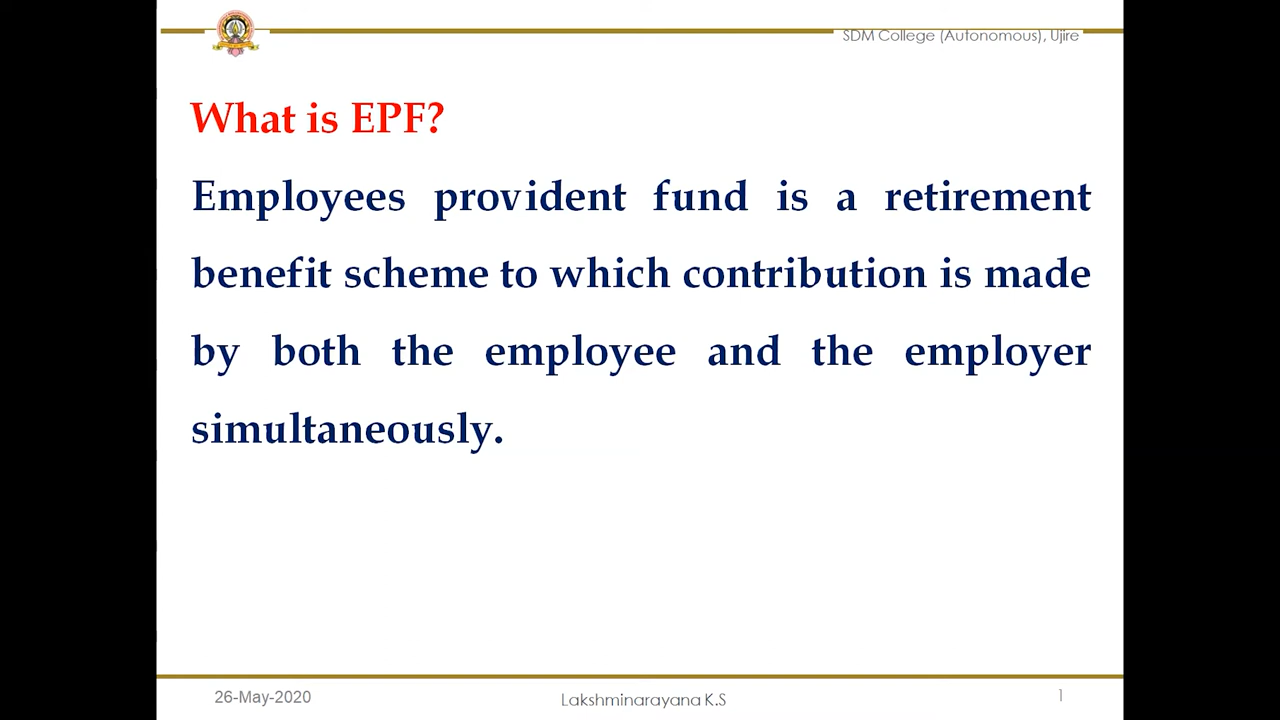 SDM College (Autonomous), Ujire
What is EPF?
Employees provident fund is a retirement
benefit scheme to which contribution is made
by both the employee and the employer
simultaneously.
26-May-2020
Lakshminarayana K.S
1